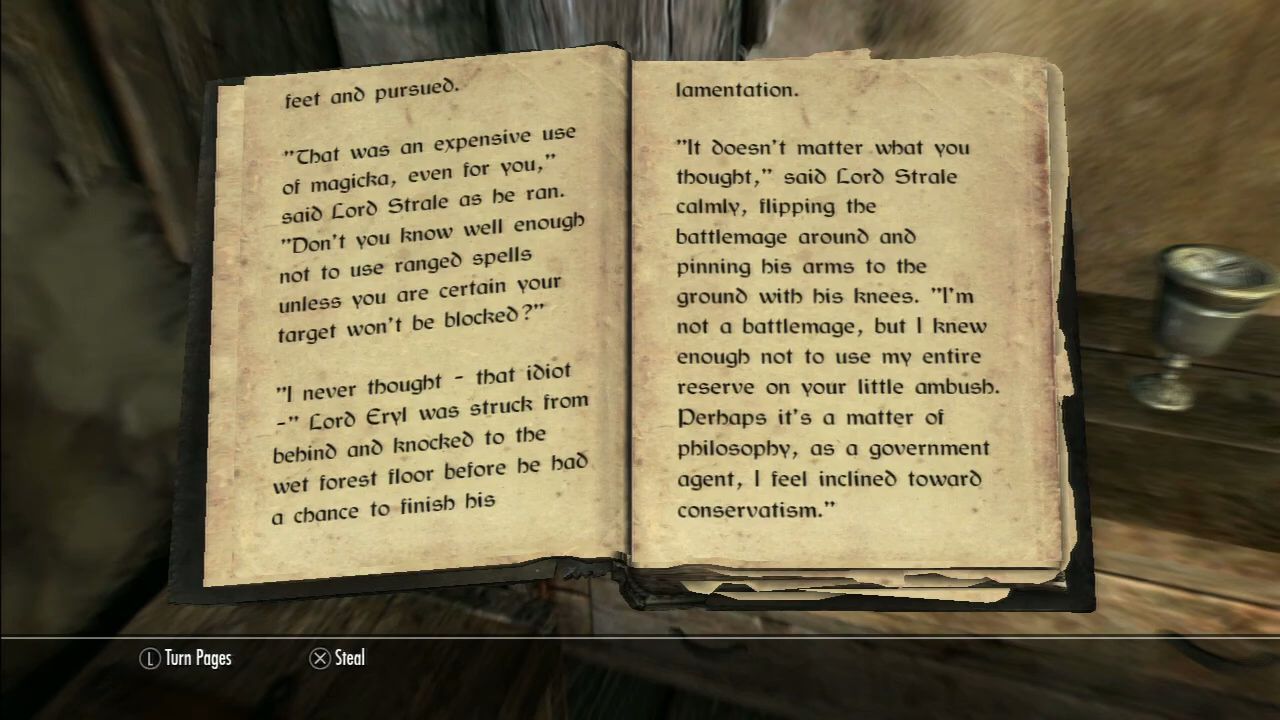 feet and pursued.
"That was an expensive use
of magicka, even for you,"
said Lord Strale as he ran.
"Don't you know well enough
not to use ranged spells
unless you are certain your
target won't be blocked?"
"I never thought - that idiot
-" Lord Eryl was struck from
behind and knocked to the
wet forest floor before he had
a chance to finish his
lamentation.
"It doesn't matter what you
thought," said Lord Strale
calmly, flipping the
battlemage around and
pinning his arms to the
ground with his knees. "I'm
not a battlemage, but I knew
enough not to use my entire
reserve on your little ambush.
Perhaps it's a matter of
philosophy, as a government
agent, I feel inclined toward
conservatism."
L Turn Pages
X Steal